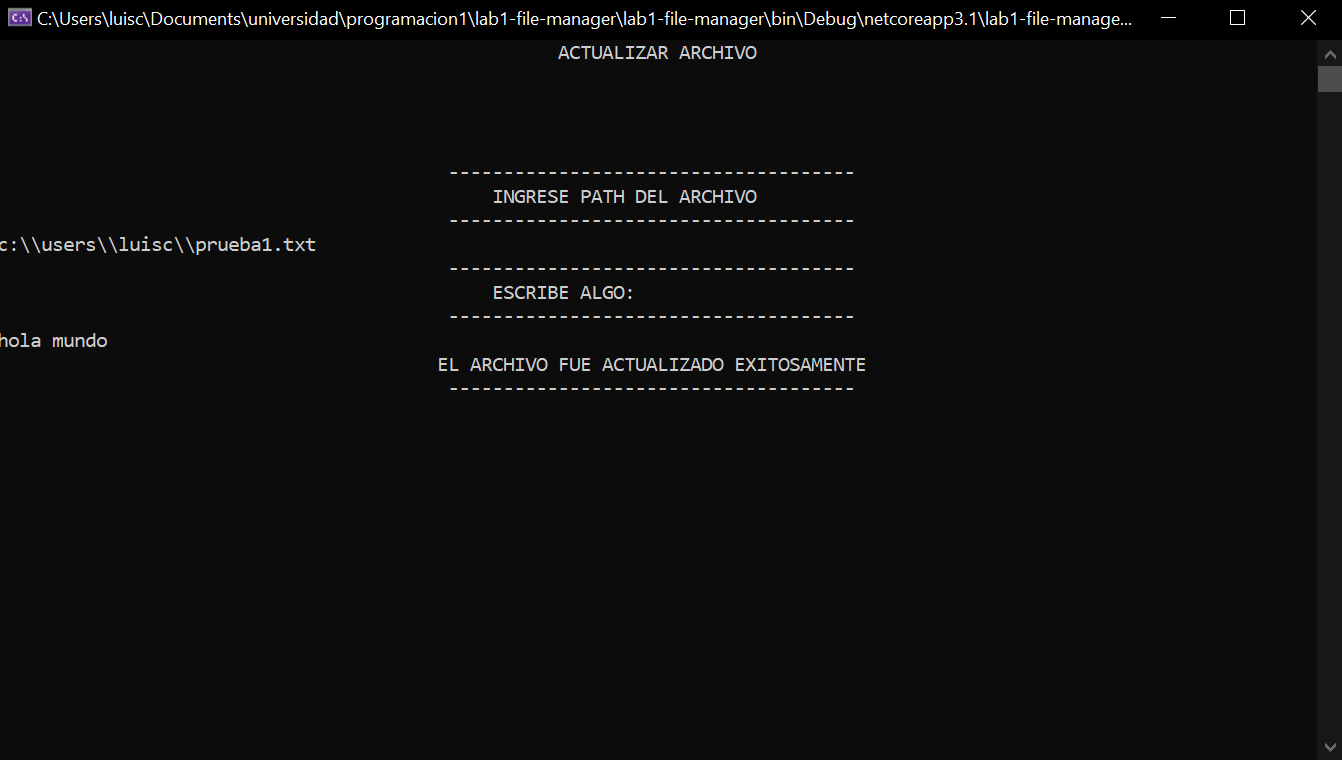 C:\Users\luisc\Documents\universidad\programacion1\lab1-file-manager\lab1-file-manager\bin\Debug\netcoreapp3.1\lab1-file-manage...
ACTUALIZAR ARCHIVO
-------------------------------------
INGRESE PATH DEL ARCHIVO
-------------------------------------
c:\\users\\luisc\\prueba1.txt
-------------------------------------
ESCRIBE ALGO:
-------------------------------------
hola mundo
EL ARCHIVO FUE ACTUALIZADO EXITOSAMENTE
-------------------------------------